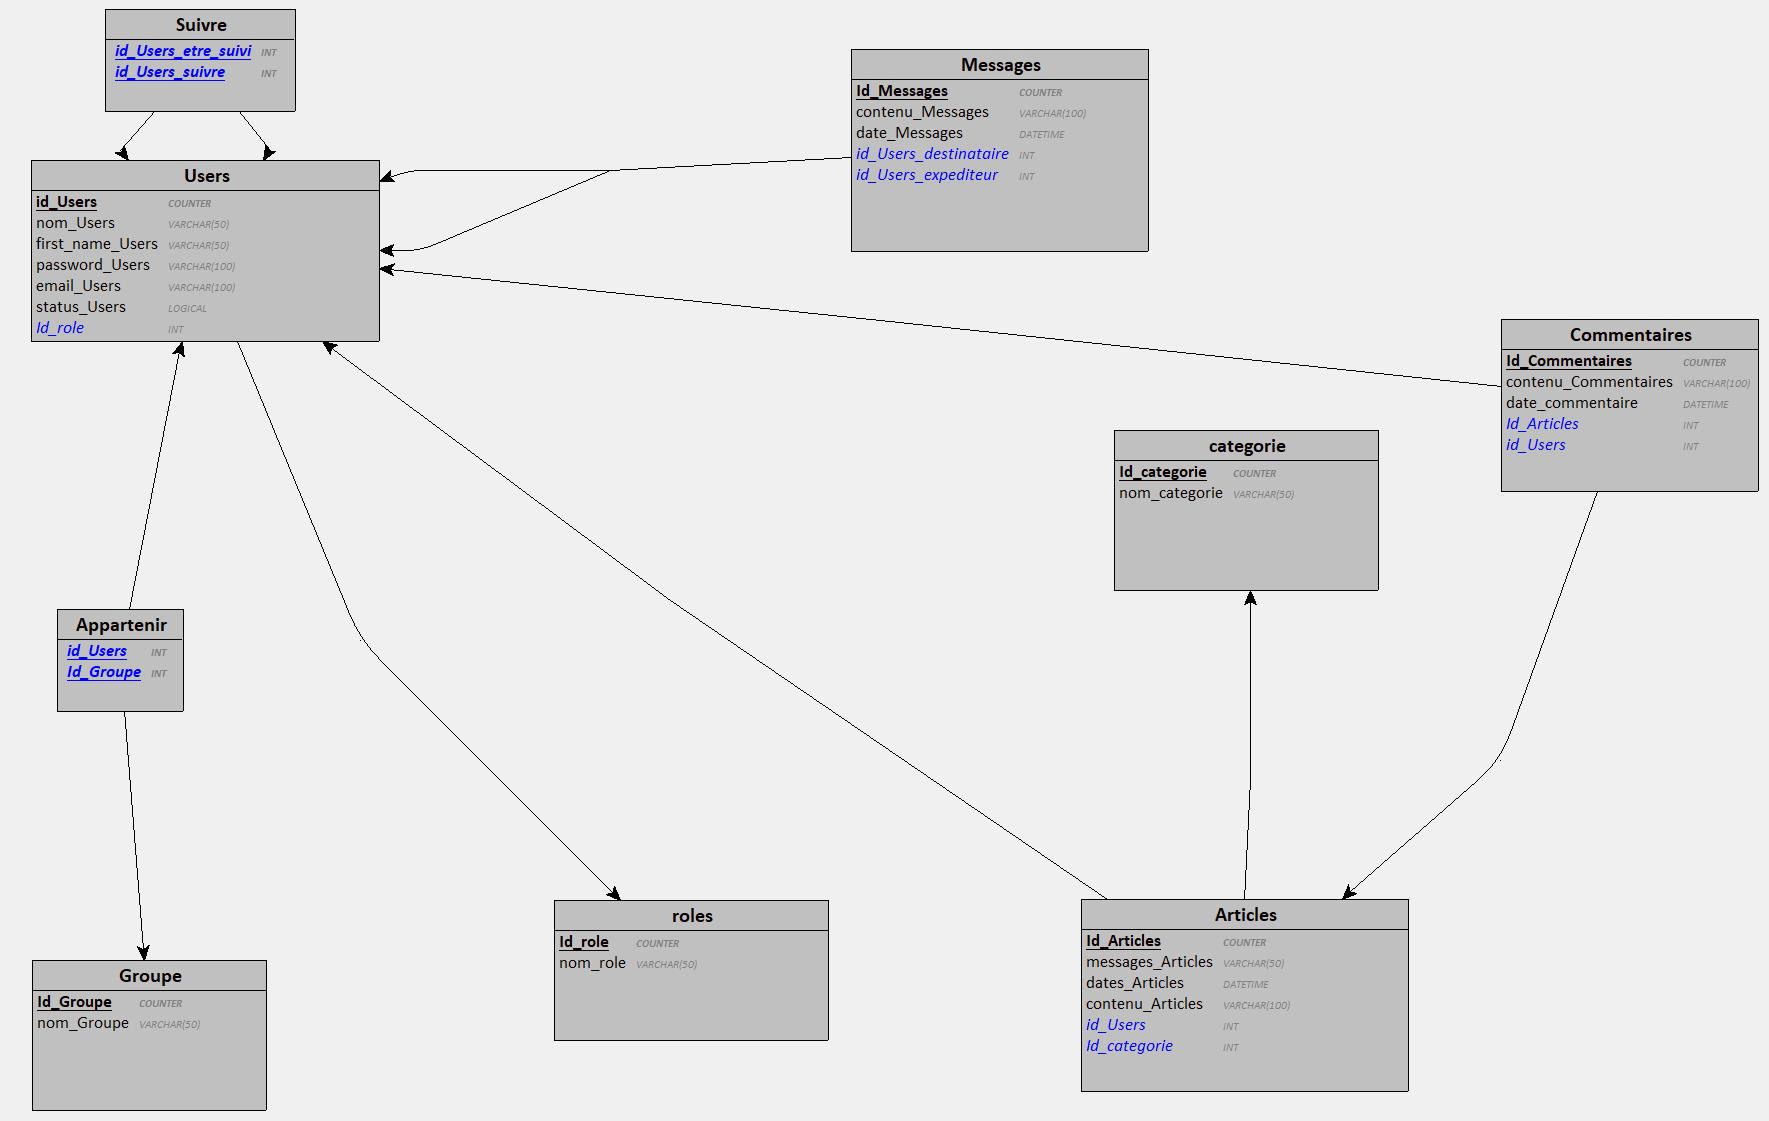 Suivre
id_Users_etre_suivi INT
id_Users_suivre INT
Messages
Id_Messages COUNTER
contenu_Messages VARCHAR(100)
date_Messages DATETIME
id_Users_destinataire INT
id_Users_expediteur INT
Users
id_Users COUNTER
nom_Users VARCHAR(50)
first_name_Users VARCHAR(50)
password_Users VARCHAR(100)
email_Users VARCHAR(100)
status_Users LOGICAL
Id_role INT
Commentaires
Id_Commentaires COUNTER
contenu_Commentaires VARCHAR(100)
date_commentaire DATETIME
Id_Articles INT
id_Users INT
categorie
Id_categorie COUNTER
nom_categorie VARCHAR(50)
Appartenir
id_Users INT
Id_Groupe INT
roles
Id_role COUNTER
nom_role VARCHAR(50)
Articles
Id_Articles COUNTER
messages_Articles VARCHAR(50)
dates_Articles DATETIME
contenu_Articles VARCHAR(100)
id_Users INT
Id_categorie INT
Groupe
Id_Groupe COUNTER
nom_Groupe VARCHAR(50)